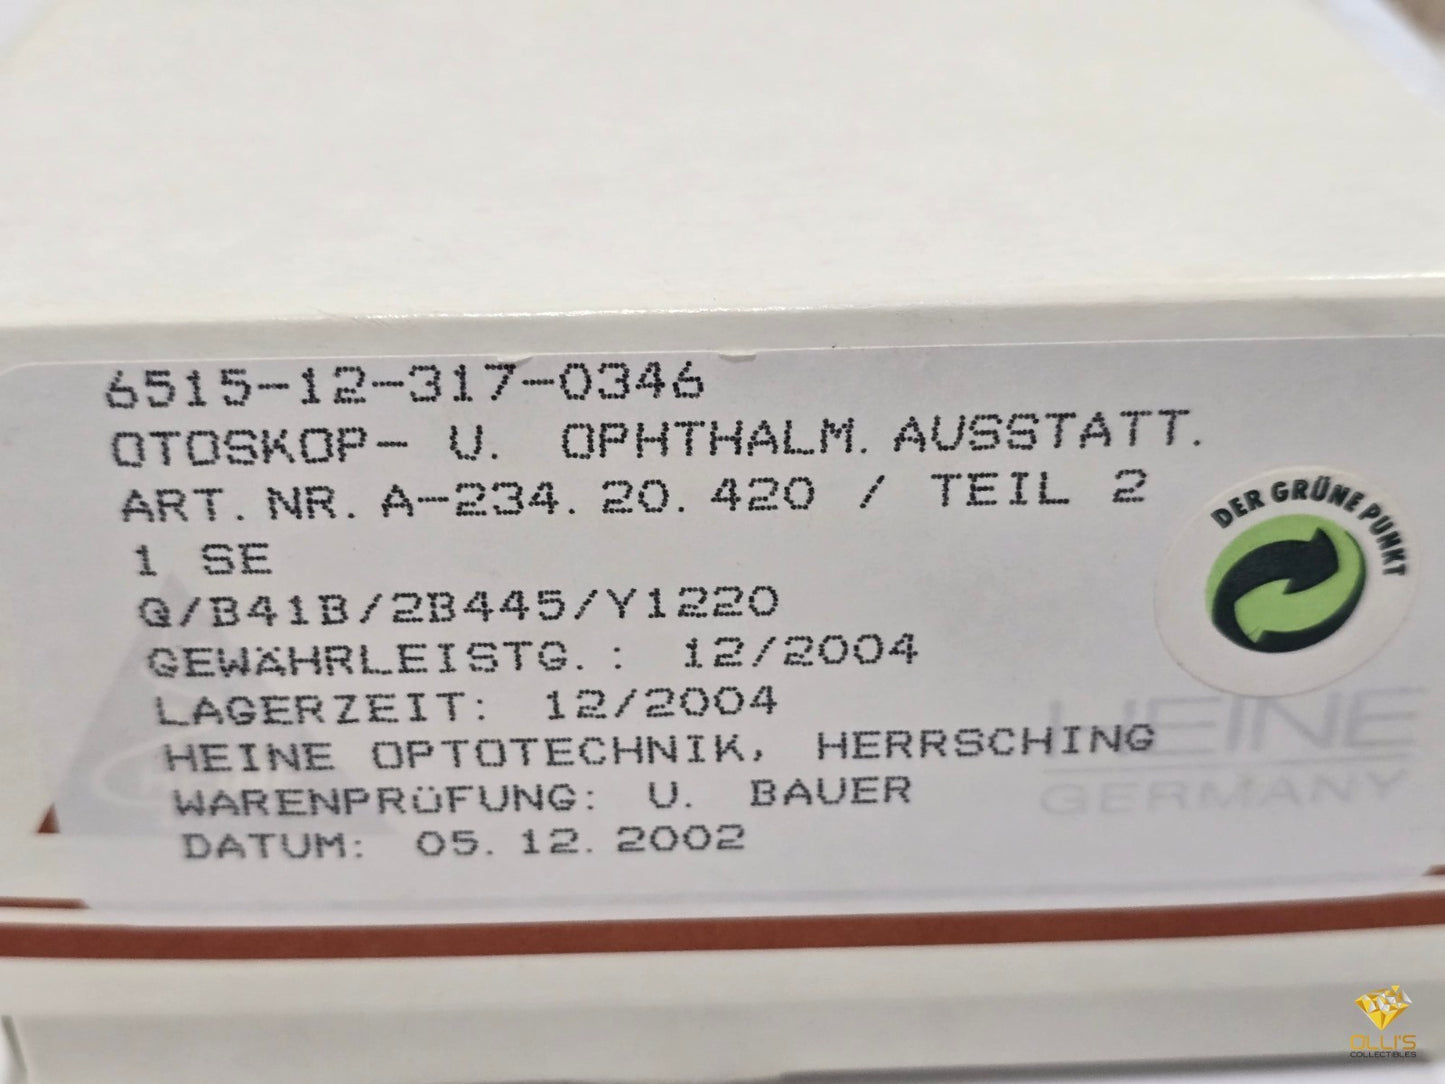 6515-12-317-0346
OTOSKOP- U. OPHTHALM. AUSSTATT.
ART. NR. A-234. 20. 420 / TEIL 2
1 SE
Q/B41B/2B445/Y1220
GEWÄHRLEISTG. : 12/2004
LAGERZEIT: 12/2004
HEINE OPTOTECHNIK, HERRSCHING
WARENPRÜFUNG: U. BAUER
DATUM: 05. 12. 2002
DER GRÜNE PUNKT
HEINE
GERMANY
OLLI'S
COLLECTIBLES